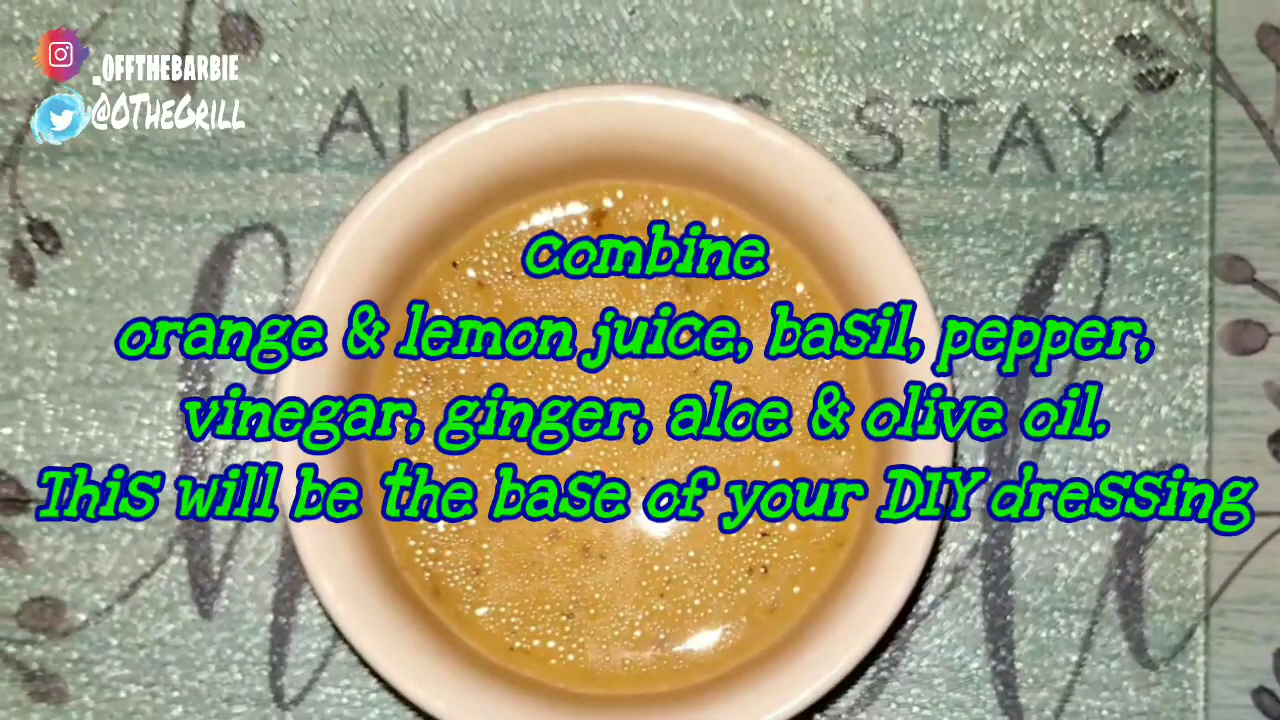 _OFFTHEBARBIE
@OTHEGRILL
STAY
Combine
orange & lemon juice, basil, pepper,
vinegar, ginger, aloe & olive oil.
This will be the base of your DIY dressing